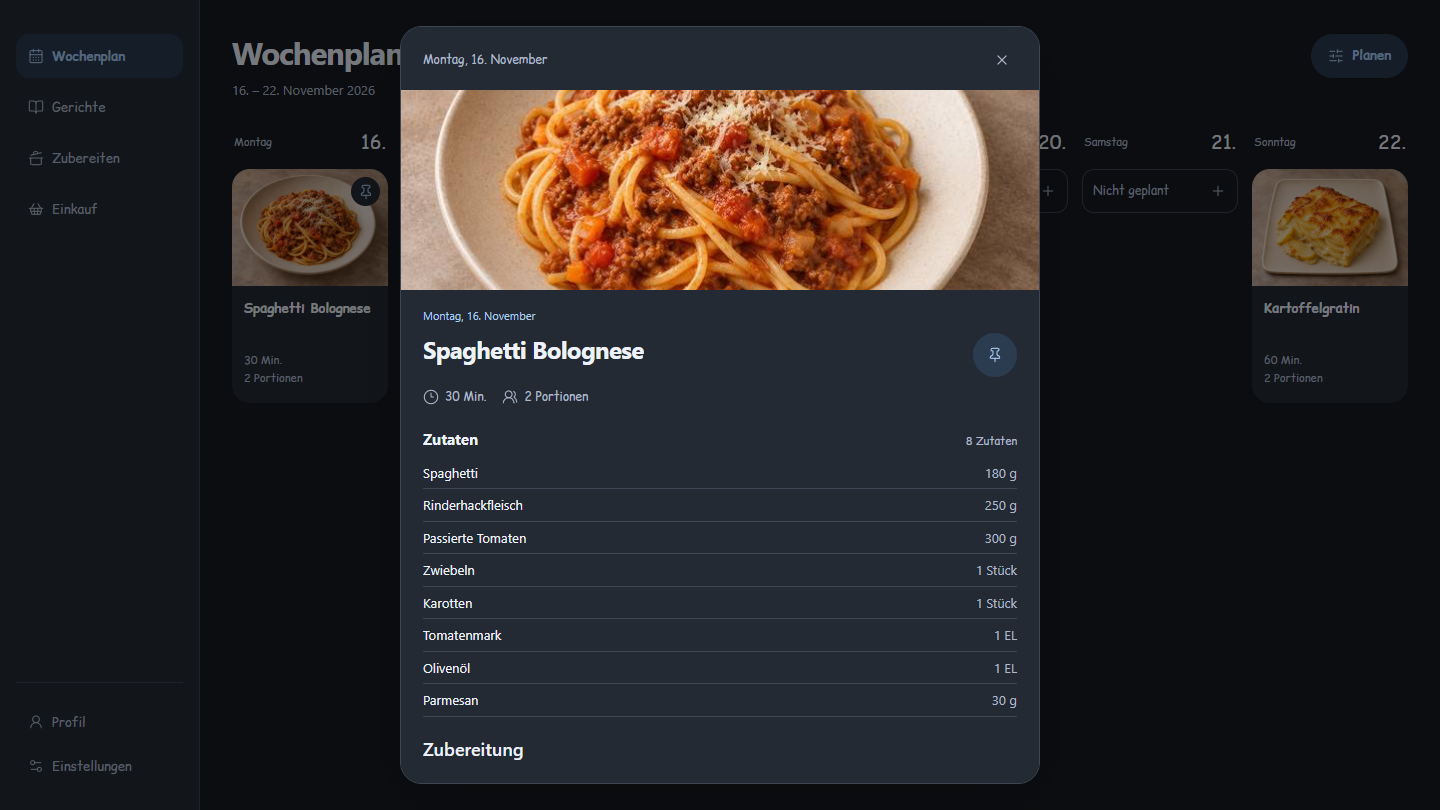 Wochenplan
Gerichte
Zubereiten
Einkauf
Profil
Einstellungen
Wochenplan
16. – 22. November 2026
Planen
Montag 16.
Spaghetti Bolognese
30 Min.
2 Portionen
20.
Samstag 21.
Nicht geplant
Sonntag 22.
Kartoffelgratin
60 Min.
2 Portionen
Montag, 16. November
Montag, 16. November
Spaghetti Bolognese
30 Min. 2 Portionen
Zutaten 8 Zutaten
Spaghetti 180 g
Rinderhackfleisch 250 g
Passierte Tomaten 300 g
Zwiebeln 1 Stück
Karotten 1 Stück
Tomatenmark 1 EL
Olivenöl 1 EL
Parmesan 30 g
Zubereitung